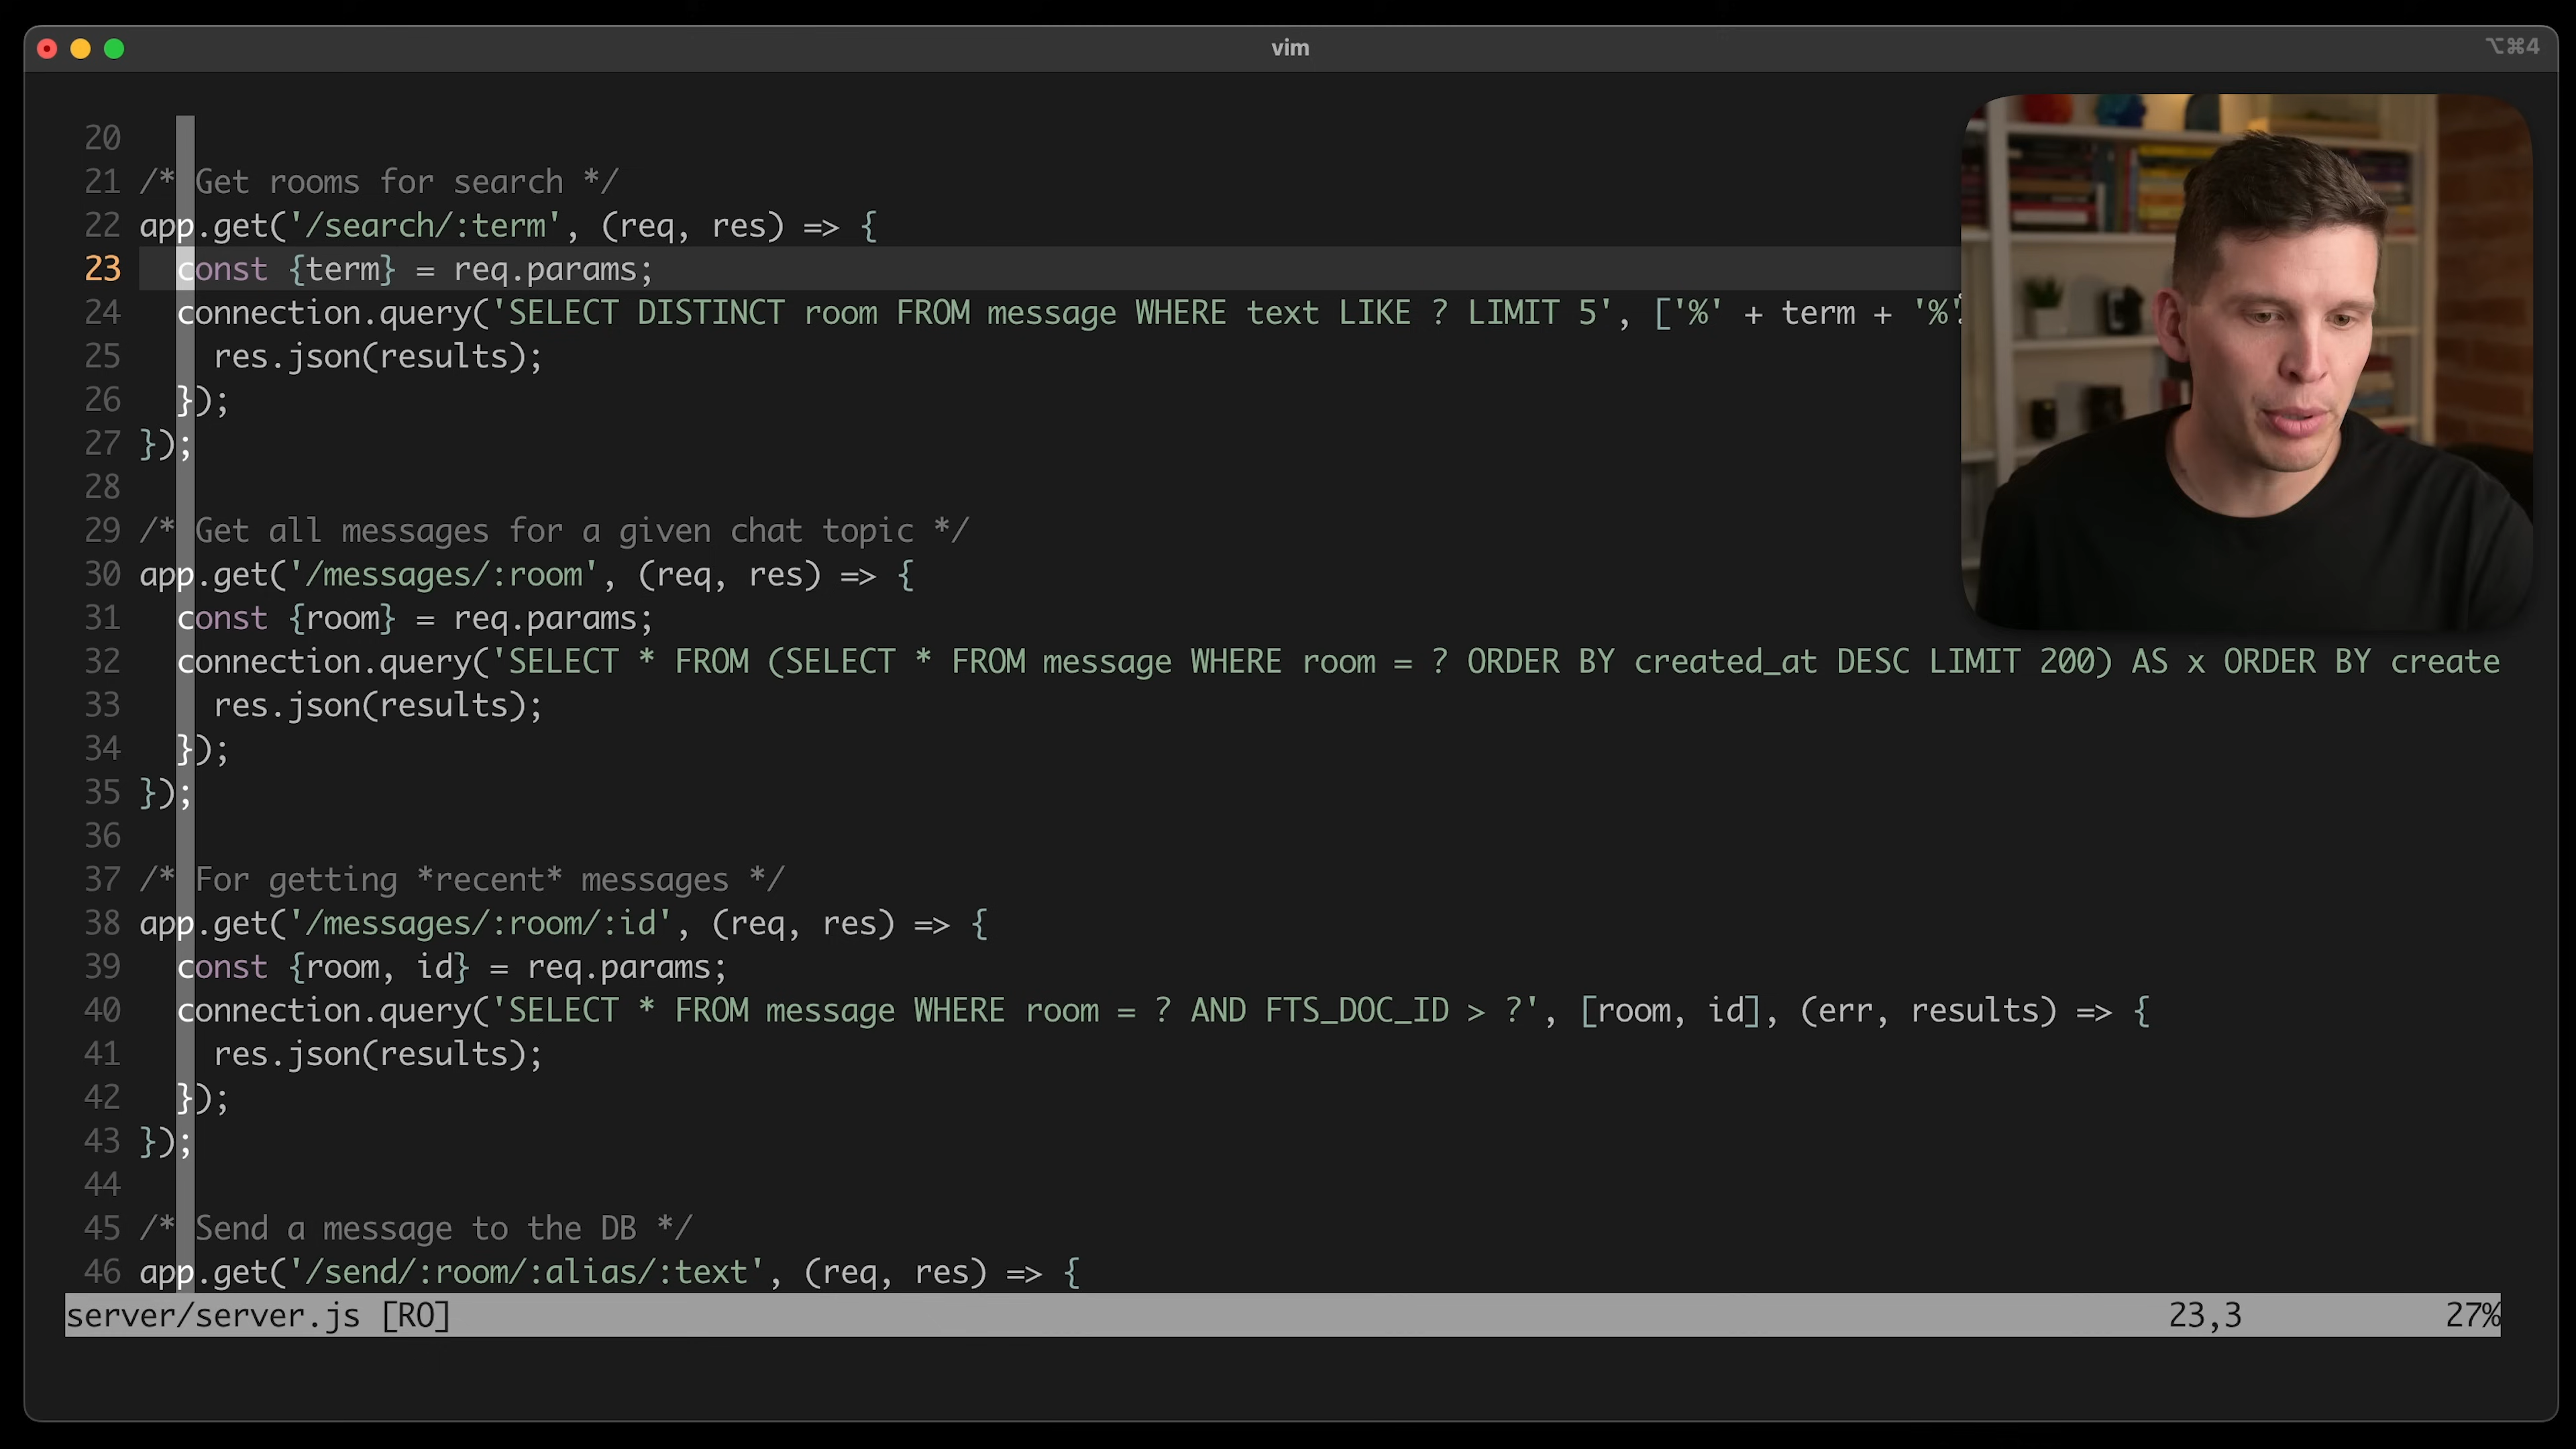 vim
⌥⌘4
20
21 /* Get rooms for search */
22 app.get('/search/:term', (req, res) => {
23   const {term} = req.params;
24   connection.query('SELECT DISTINCT room FROM message WHERE text LIKE ? LIMIT 5', ['%' + term + '%'
25     res.json(results);
26   });
27 });
28
29 /* Get all messages for a given chat topic */
30 app.get('/messages/:room', (req, res) => {
31   const {room} = req.params;
32   connection.query('SELECT * FROM (SELECT * FROM message WHERE room = ? ORDER BY created_at DESC LIMIT 200) AS x ORDER BY create
33     res.json(results);
34   });
35 });
36
37 /* For getting *recent* messages */
38 app.get('/messages/:room/:id', (req, res) => {
39   const {room, id} = req.params;
40   connection.query('SELECT * FROM message WHERE room = ? AND FTS_DOC_ID > ?', [room, id], (err, results) => {
41     res.json(results);
42   });
43 });
44
45 /* Send a message to the DB */
46 app.get('/send/:room/:alias/:text', (req, res) => {
server/server.js [RO] 23,3 27%